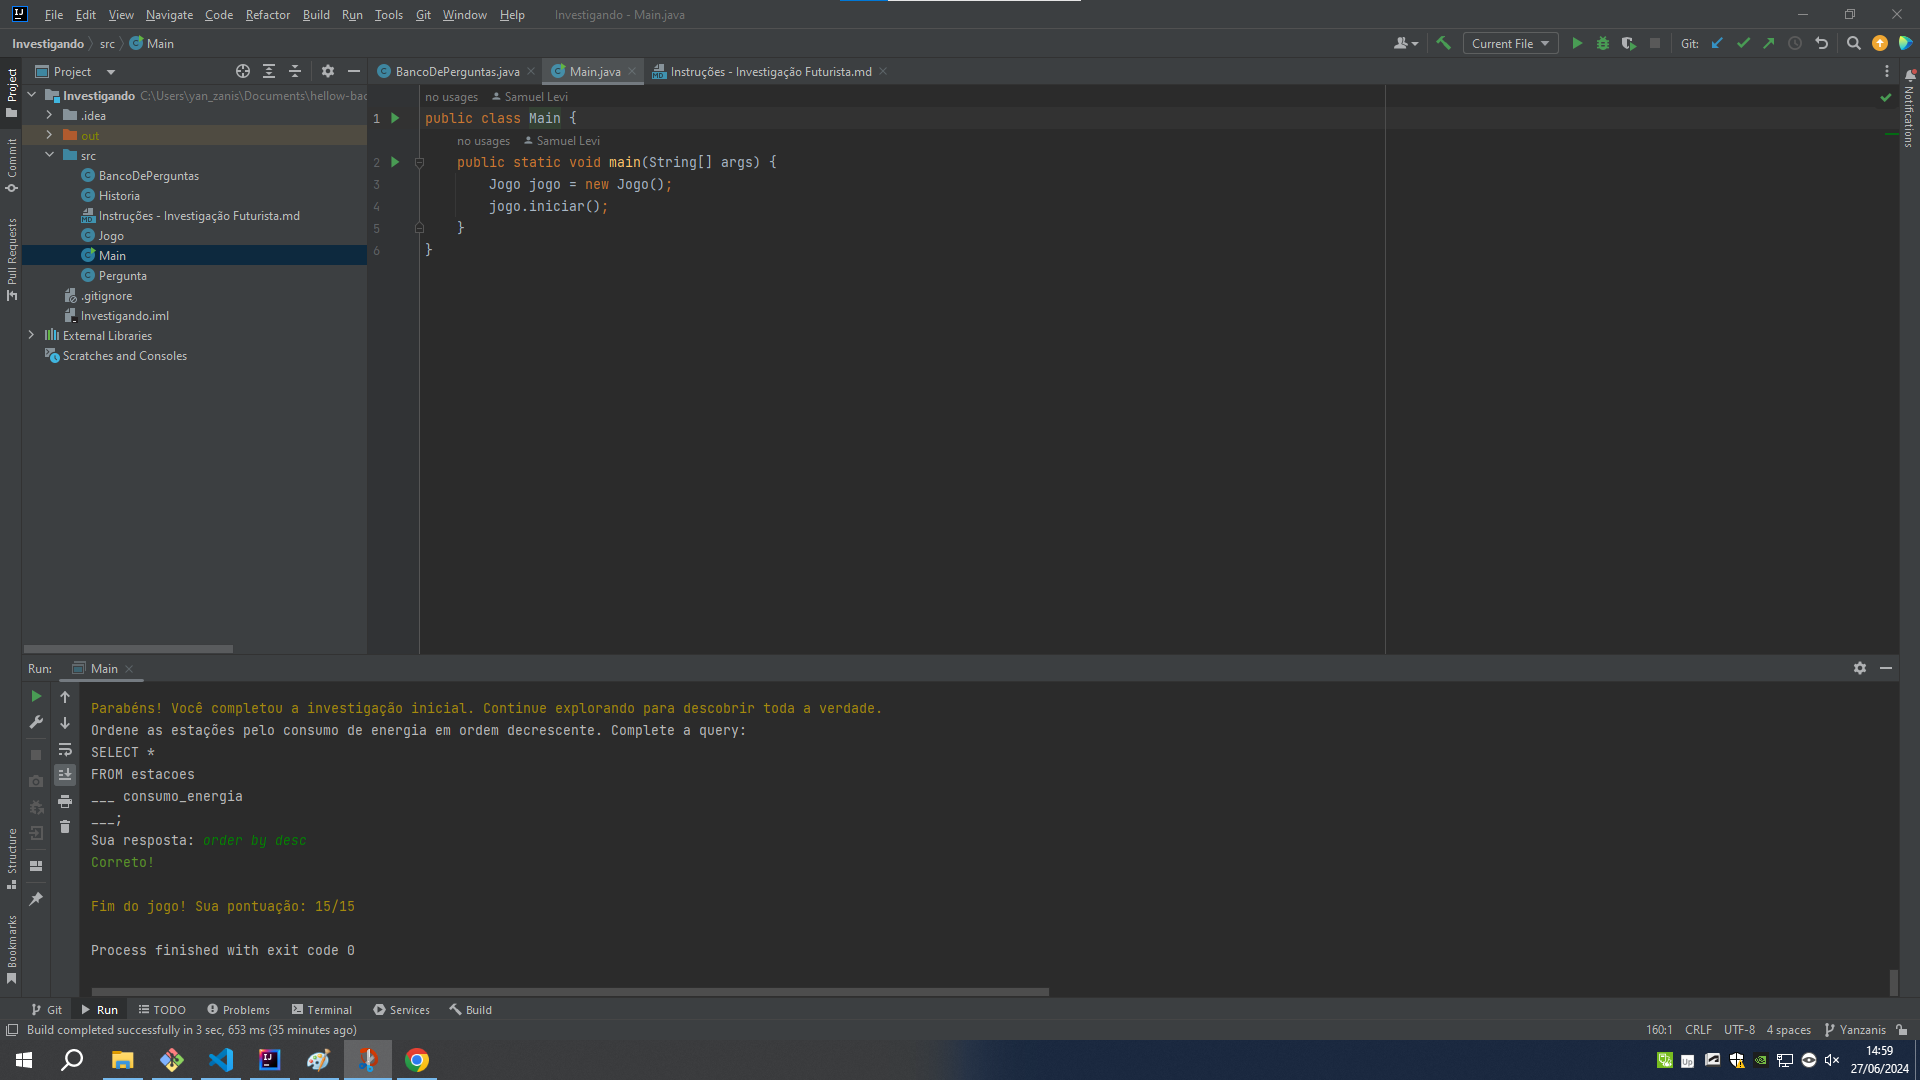 File Edit View Navigate Code Refactor Build Run Tools Git Window Help Investigando - Main.java
Investigando src Main Current File Git:
Project
BancoDePerguntas.java Main.java Instruções - Investigação Futurista.md
Investigando C:\Users\yan_zanis\Documents\hellow-bac
.idea
out
src
BancoDePerguntas
Historia
Instruções - Investigação Futurista.md
Jogo
Main
Pergunta
.gitignore
Investigando.iml
External Libraries
Scratches and Consoles
Project
Commit
Pull Requests
Structure
Bookmarks
Notifications
no usages Samuel Levi
1 public class Main {
no usages Samuel Levi
2 public static void main(String[] args) {
3 Jogo jogo = new Jogo();
4 jogo.iniciar();
5 }
6 }
Run: Main
Parabéns! Você completou a investigação inicial. Continue explorando para descobrir toda a verdade.
Ordene as estações pelo consumo de energia em ordem decrescente. Complete a query:
SELECT *
FROM estacoes
___ consumo_energia
___;
Sua resposta: order by desc
Correto!
Fim do jogo! Sua pontuação: 15/15
Process finished with exit code 0
Git Run TODO Problems Terminal Services Build
Build completed successfully in 3 sec, 653 ms (35 minutes ago) 160:1 CRLF UTF-8 4 spaces Yanzanis
14:59
27/06/2024